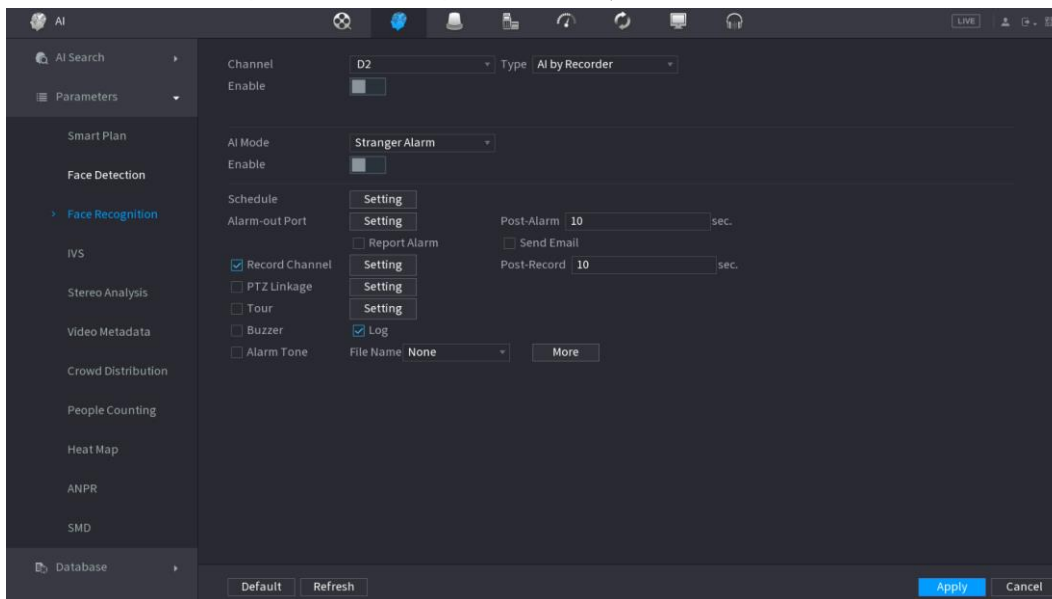 AI
LIVE
AI Search
Parameters
Smart Plan
Face Detection
Face Recognition
IVS
Stereo Analysis
Video Metadata
Crowd Distribution
People Counting
Heat Map
ANPR
SMD
Database
Channel D2 Type AI by Recorder
Enable
AI Mode Stranger Alarm
Enable
Schedule Setting
Alarm-out Port Setting Post-Alarm 10 sec.
Report Alarm Send Email
Record Channel Setting Post-Record 10 sec.
PTZ Linkage Setting
Tour Setting
Buzzer Log
Alarm Tone File Name None More
Default Refresh Apply Cancel